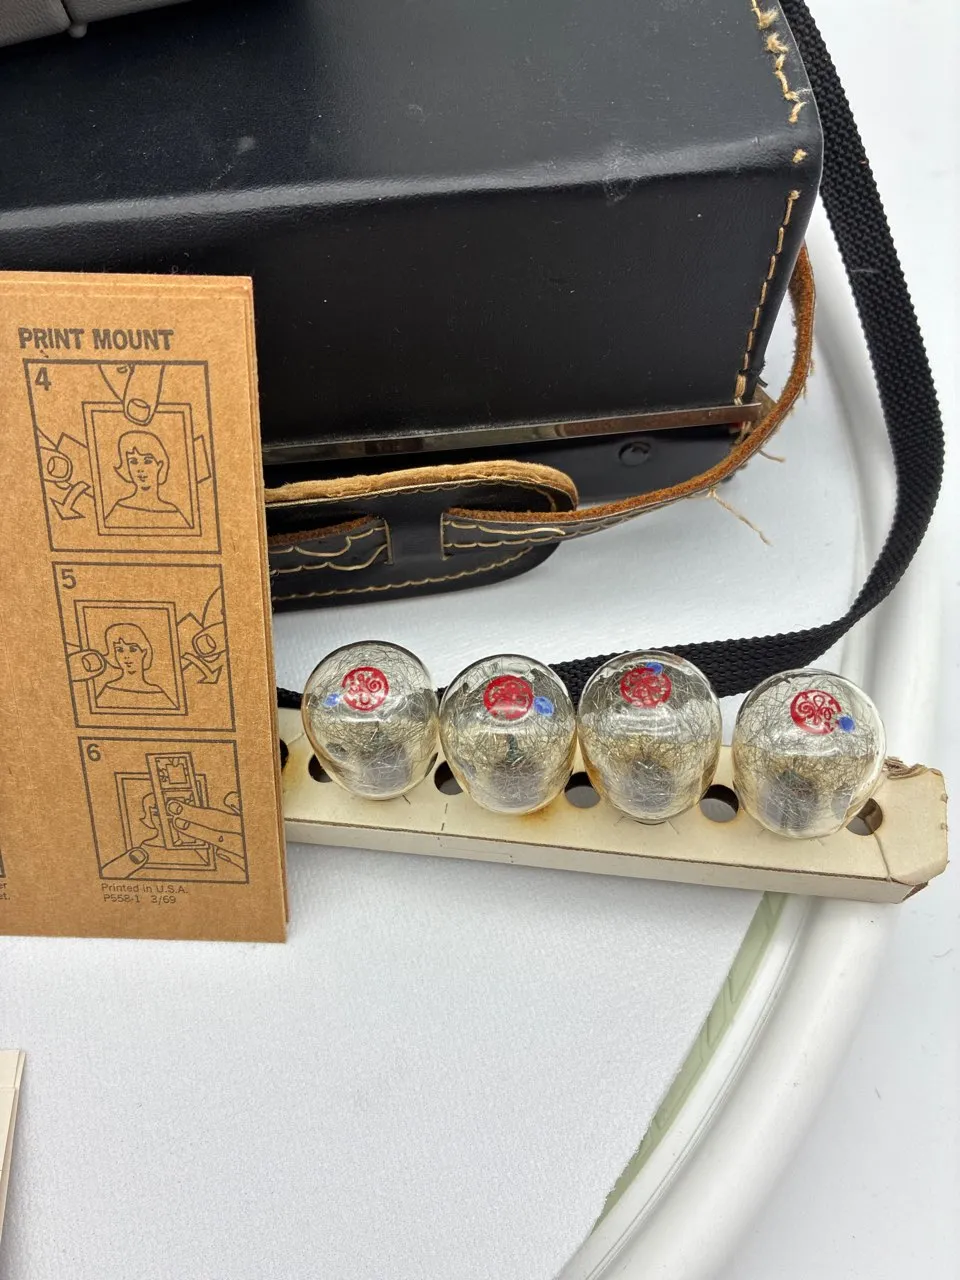 PRINT MOUNT
4
5
6
Printed in U.S.A.
P558-1 3/69